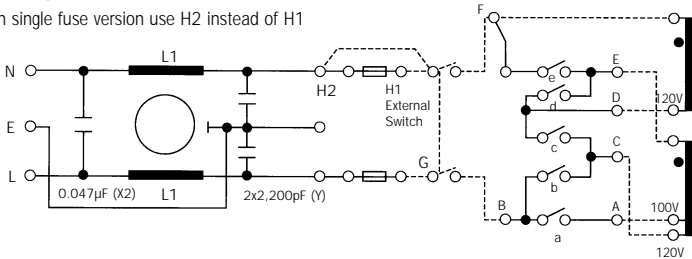 n single fuse version use H2 instead of H1
F
L1
N
H2
H1
External
Switch
e
E
d
D
120V
E
c
C
G
L
0.047µF (X2)
L1
2x2,200pF (Y)
b
B
a
A
100V
120V